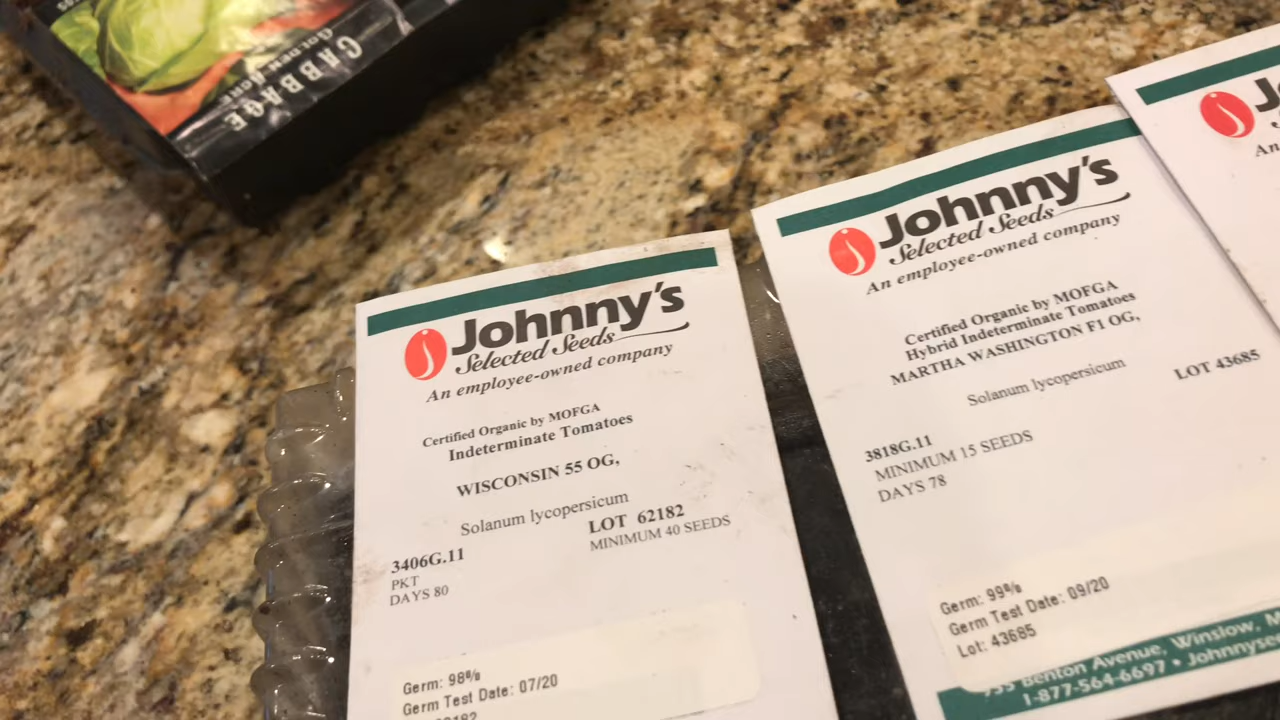 CABBAGE
GOLDEN ACRE
Johnny's
Selected Seeds
An employee-owned company
Certified Organic by MOFGA
Indeterminate Tomatoes
WISCONSIN 55 OG,
Solanum lycopersicum
LOT 62182
MINIMUM 40 SEEDS
3406G.11
PKT
DAYS 80
Germ: 98%
Germ Test Date: 07/20
Johnny's
Selected Seeds
An employee-owned company
Certified Organic by MOFGA
Hybrid Indeterminate Tomatoes
MARTHA WASHINGTON F1 OG,
Solanum lycopersicum
LOT 43685
3818G.11
MINIMUM 15 SEEDS
DAYS 78
Germ: 99%
Germ Test Date: 09/20
Lot: 43685
Benton Avenue, Winslow,
1-877-564-6697 •
An